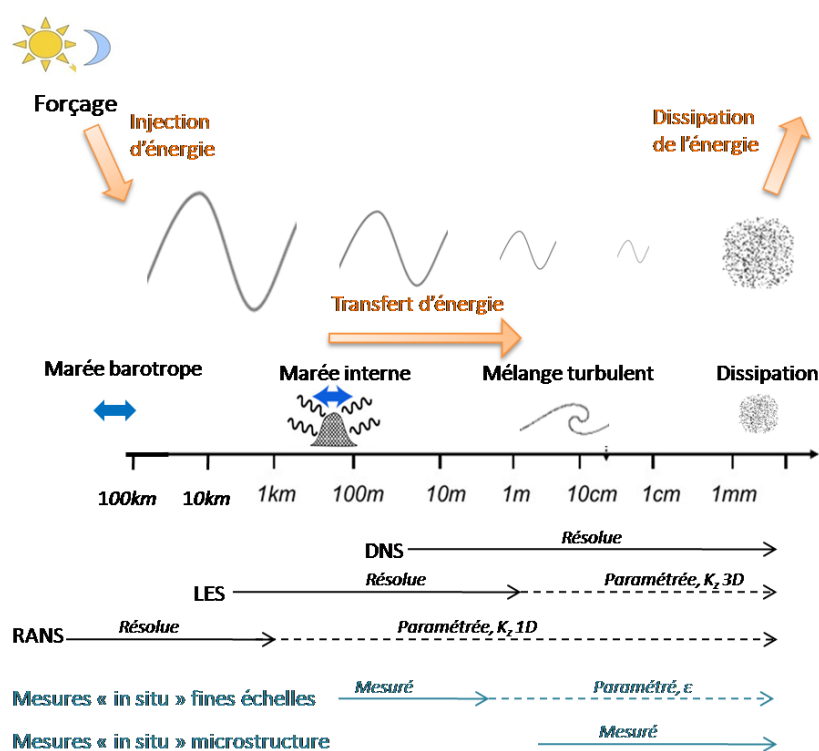 Forçage
Injection
d'énergie
Dissipation
de l'énergie
Transfert d'énergie
Marée barotrope
Marée interne
Mélange turbulent
Dissipation
100km 10km 1km 100m 10m 1m 10cm 1cm 1mm
DNS Résolue
LES Résolue Paramétrée, Kz 3D
RANS Résolue Paramétrée, Kz 1D
Mesures « in situ » fines échelles Mesuré Paramétré, ε
Mesures « in situ » microstructure Mesuré